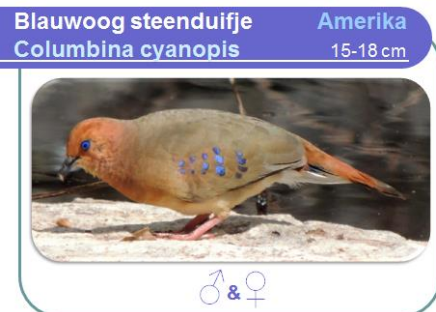 Blauwoog steenduifje Amerika
Columbina cyanopis 15-18 cm
♂ & ♀